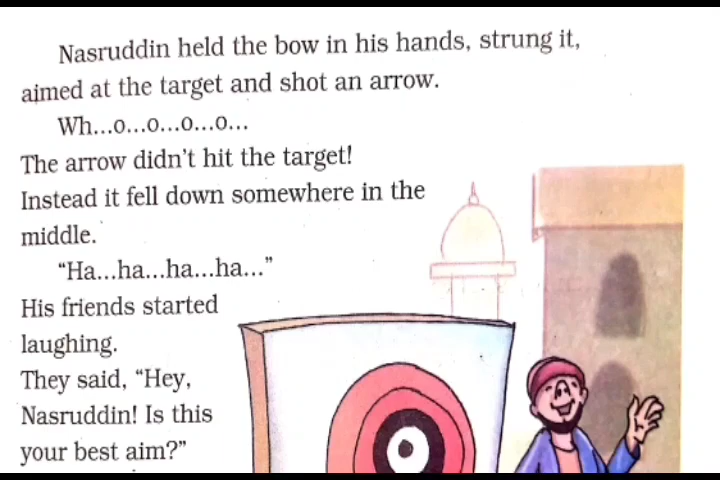 Nasruddin held the bow in his hands, strung it,
aimed at the target and shot an arrow.
Wh...o...o...o...o...
The arrow didn't hit the target!
Instead it fell down somewhere in the
middle.
“Ha...ha...ha...ha...”
His friends started
laughing.
They said, “Hey,
Nasruddin! Is this
your best aim?”